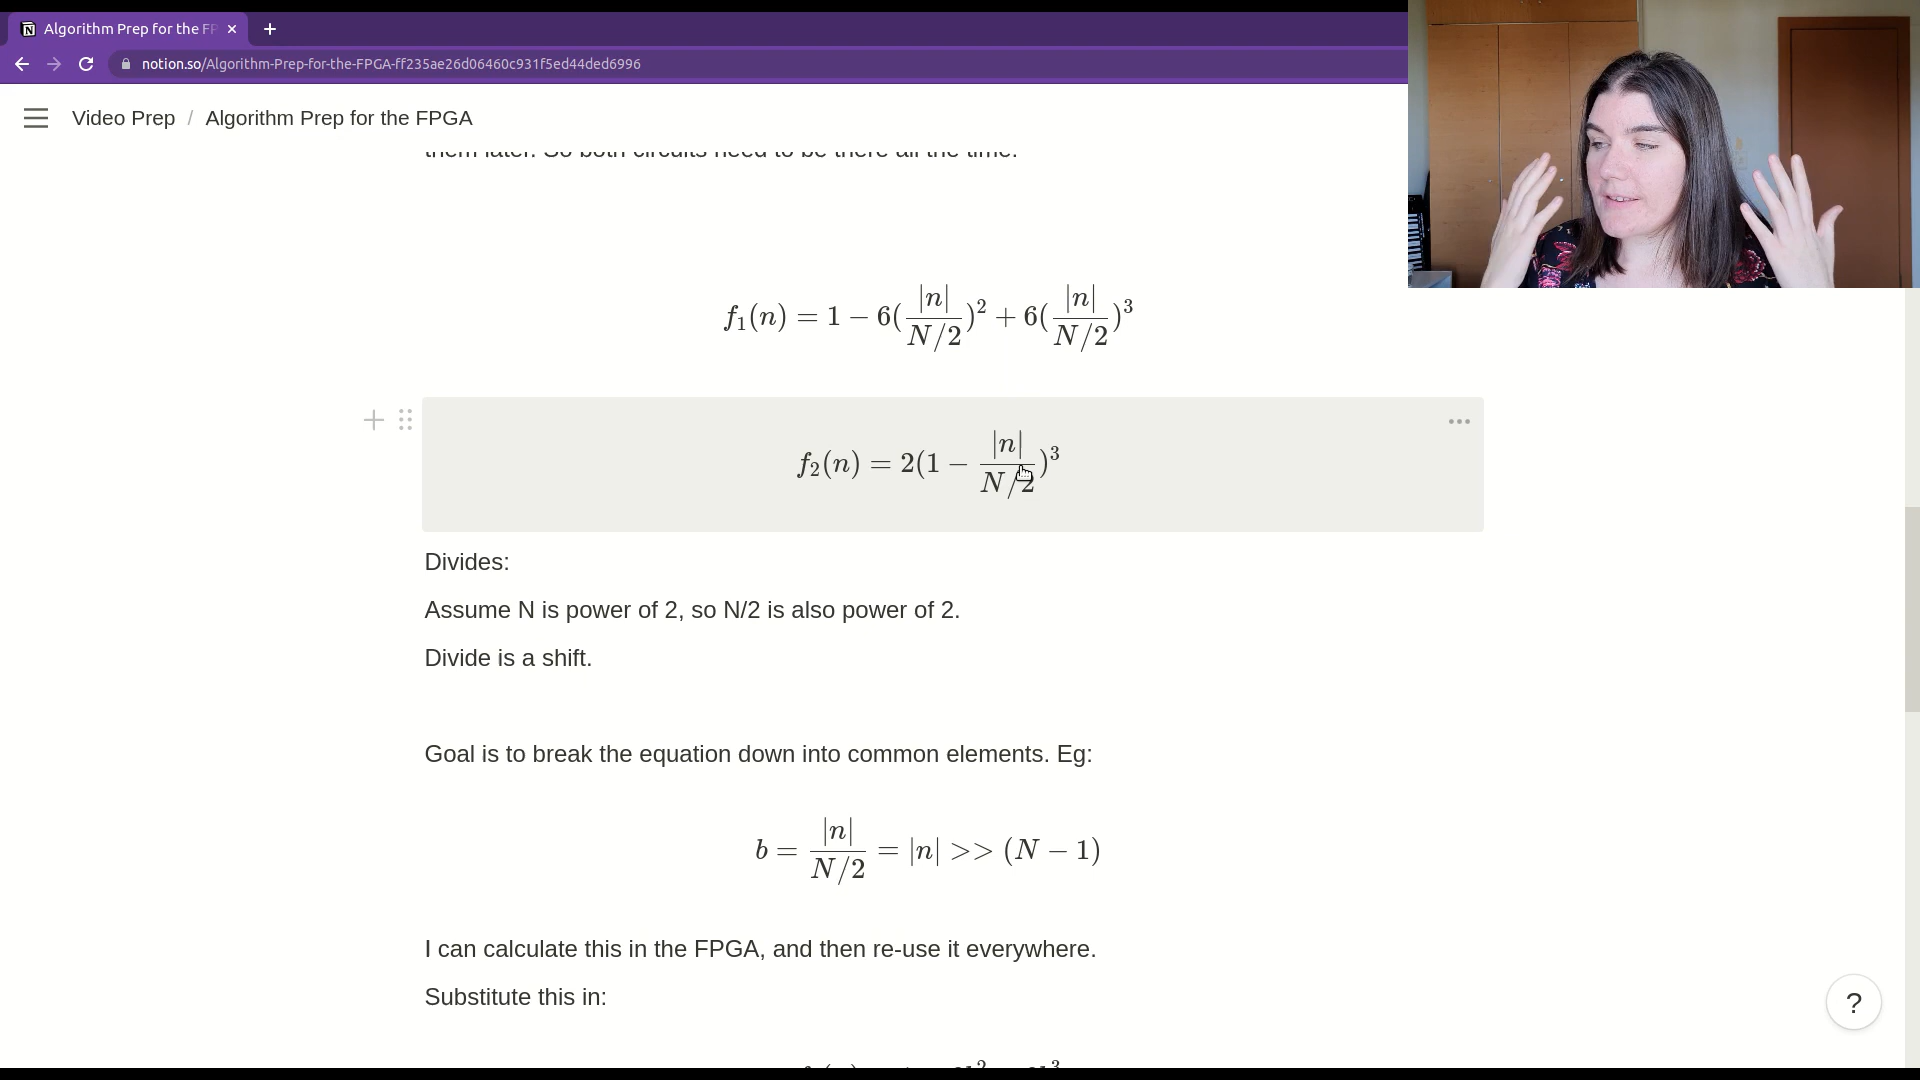 Algorithm Prep for the FP
notion.so/Algorithm-Prep-for-the-FPGA-ff235ae26d06460c931f5ed44ded6996
Video Prep / Algorithm Prep for the FPGA
them later. So both circuits need to be there all the time.
f₁(n) = 1 − 6(|n| / N/2)² + 6(|n| / N/2)³
f₂(n) = 2(1 − |n| / N/2)³
Divides:
Assume N is power of 2, so N/2 is also power of 2.
Divide is a shift.
Goal is to break the equation down into common elements. Eg:
b = |n| / N/2 = |n| >> (N − 1)
I can calculate this in the FPGA, and then re-use it everywhere.
Substitute this in:
?